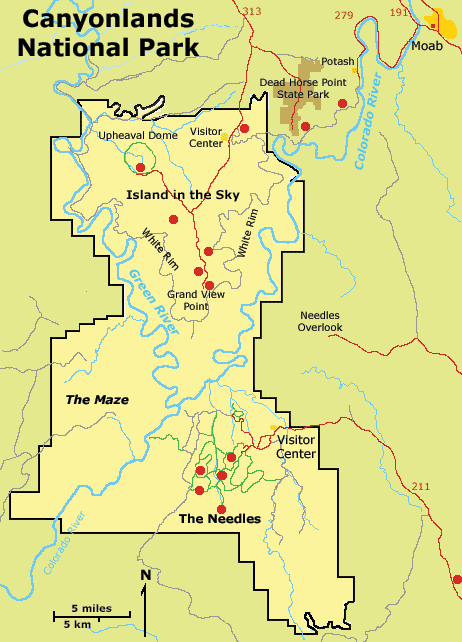 Canyonlands
National Park
313
279
191
Moab
Potash
Dead Horse Point
State Park
Colorado River
Upheaval Dome
Visitor
Center
Island in the Sky
White Rim
White Rim
Green River
Grand View
Point
Needles
Overlook
The Maze
Visitor
Center
211
The Needles
Colorado River
N
5 miles
5 km